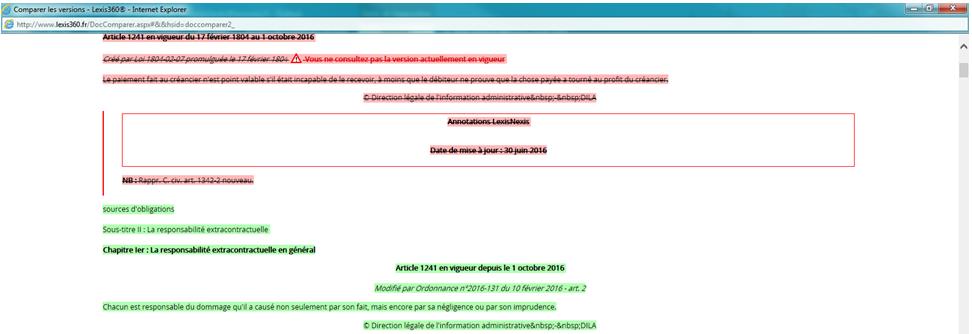 Comparer les versions - Lexis360® - Internet Explorer
http://www.lexis360.fr/DocComparer.aspx#&&hsid=doccomparer2_
Article 1241 en vigueur du 17 février 1804 au 1 octobre 2016
Créé par Loi 1804-02-07 promulguée le 17 février 1804 Vous ne consultez pas la version actuellement en vigueur
Le paiement fait au créancier n'est point valable s'il était incapable de le recevoir, à moins que le débiteur ne prouve que la chose payée a tourné au profit du créancier.
© Direction légale de l'information administrative&nbsp;-&nbsp;DILA
Annotations LexisNexis
Date de mise à jour : 30 juin 2016
NB : Rappr. C. civ. art. 1342-2 nouveau.
sources d'obligations
Sous-titre II : La responsabilité extracontractuelle
Chapitre Ier : La responsabilité extracontractuelle en général
Article 1241 en vigueur depuis le 1 octobre 2016
Modifié par Ordonnance n°2016-131 du 10 février 2016 - art. 2
Chacun est responsable du dommage qu'il a causé non seulement par son fait, mais encore par sa négligence ou par son imprudence.
© Direction légale de l'information administrative&nbsp;-&nbsp;DILA